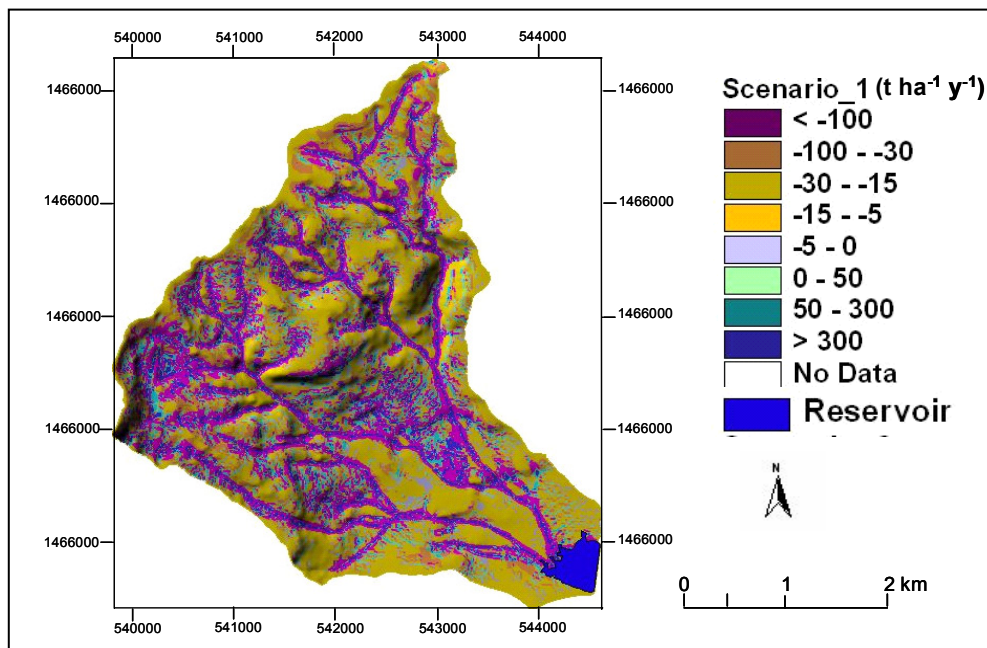 540000 541000 542000 543000 544000
1466000 1466000
1466000 1466000
1466000 1466000
1466000 1466000
1466000 1466000
540000 541000 542000 543000 544000
Scenario_1 (t ha⁻¹ y⁻¹)
< -100
-100 - -30
-30 - -15
-15 - -5
-5 - 0
0 - 50
50 - 300
> 300
No Data
Reservoir
N
0 1 2 km